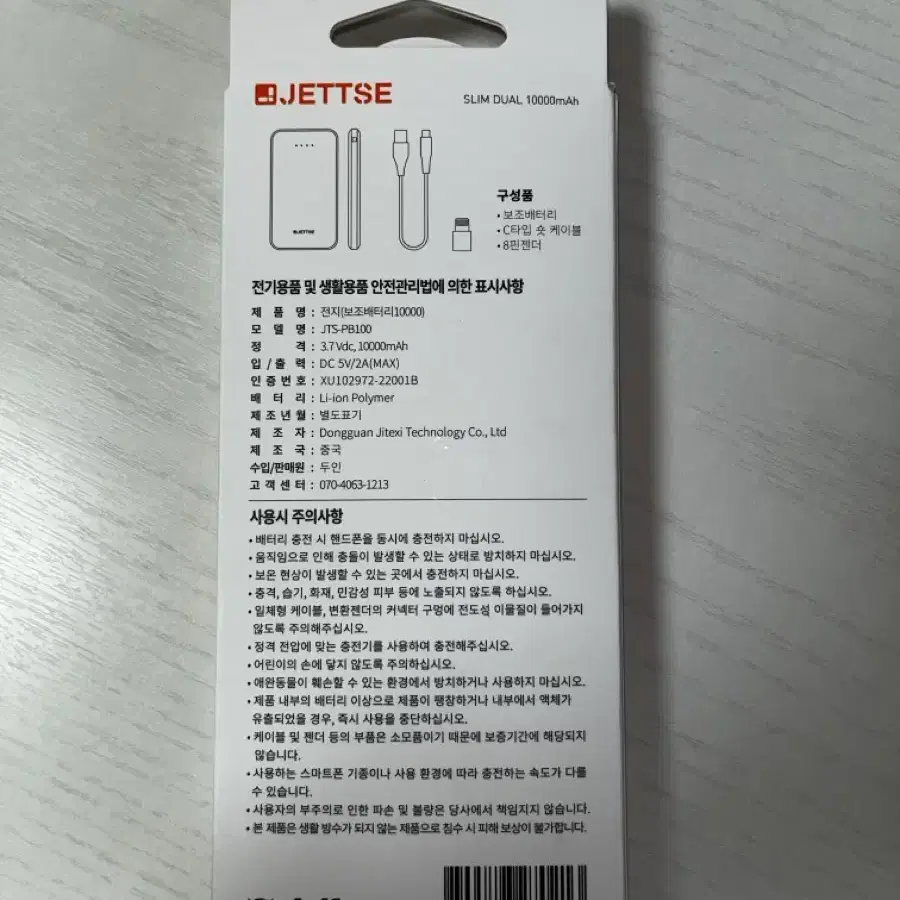 JETTSE
SLIM DUAL 10000mAh
JETTSE
구성품
• 보조배터리
• C타입 숏 케이블
• 8핀젠더
전기용품 및 생활용품 안전관리법에 의한 표시사항
제 품 명 : 전지(보조배터리10000)
모 델 명 : JTS-PB100
정 격 : 3.7Vdc, 10000mAh
입 / 출 력 : DC 5V/2A(MAX)
인 증 번 호 : XU102972-22001B
배 터 리 : Li-ion Polymer
제 조 년 월 : 별도표기
제 조 자 : Dongguan Jitexi Technology Co., Ltd
제 조 국 : 중국
수입/판매원 : 두인
고 객 센 터 : 070-4063-1213
사용시 주의사항
• 배터리 충전 시 핸드폰을 동시에 충전하지 마십시오.
• 움직임으로 인해 충돌이 발생할 수 있는 상태로 방치하지 마십시오.
• 보온 현상이 발생할 수 있는 곳에서 충전하지 마십시오.
• 충격, 습기, 화재, 민감성 피부 등에 노출되지 않도록 하십시오.
• 일체형 케이블, 변환젠더의 커넥터 구멍에 전도성 이물질이 들어가지
않도록 주의해주십시오.
• 정격 전압에 맞는 충전기를 사용하여 충전해주십시오.
• 어린이의 손에 닿지 않도록 주의하십시오.
• 애완동물이 훼손할 수 있는 환경에서 방치하거나 사용하지 마십시오.
• 제품 내부의 배터리 이상으로 제품이 팽창하거나 내부에서 액체가
유출되었을 경우, 즉시 사용을 중단하십시오.
• 케이블 및 젠더 등의 부품은 소모품이기 때문에 보증기간에 해당되지
않습니다.
• 사용하는 스마트폰 기종이나 사용 환경에 따라 충전하는 속도가 다를
수 있습니다.
• 사용자의 부주의로 인한 파손 및 불량은 당사에서 책임지지 않습니다.
• 본 제품은 생활 방수가 되지 않는 제품으로 침수 시 피해 보상이 불가합니다.